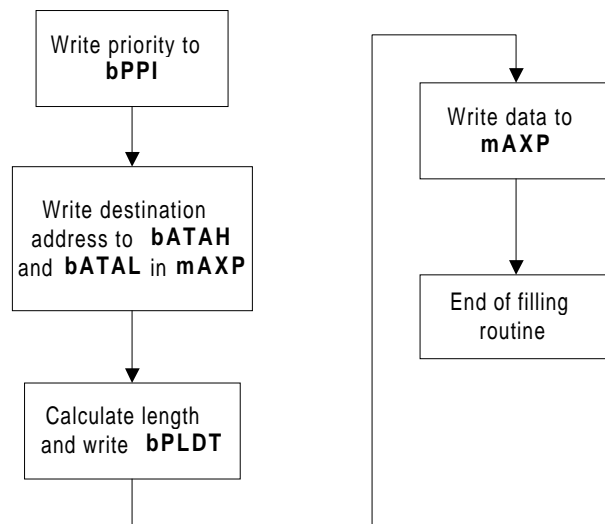 Write priority to
bPPI
Write destination
address to bATAH
and bATAL in mAXP
Calculate length
and write bPLDT
Write data to
mAXP
End of filling
routine